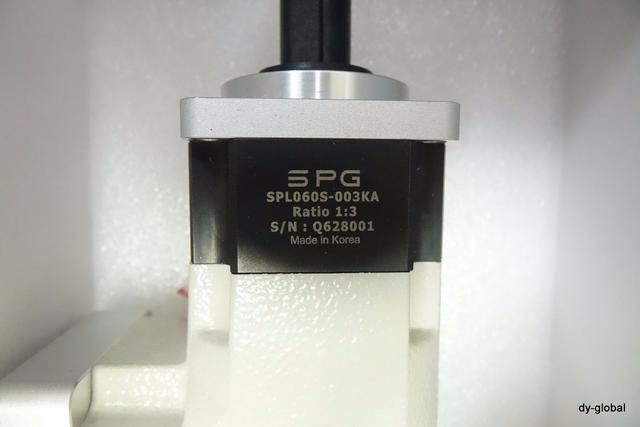 SPG
SPL060S-003KA
Ratio 1:3
S/N : Q628001
Made in Korea
dy-global